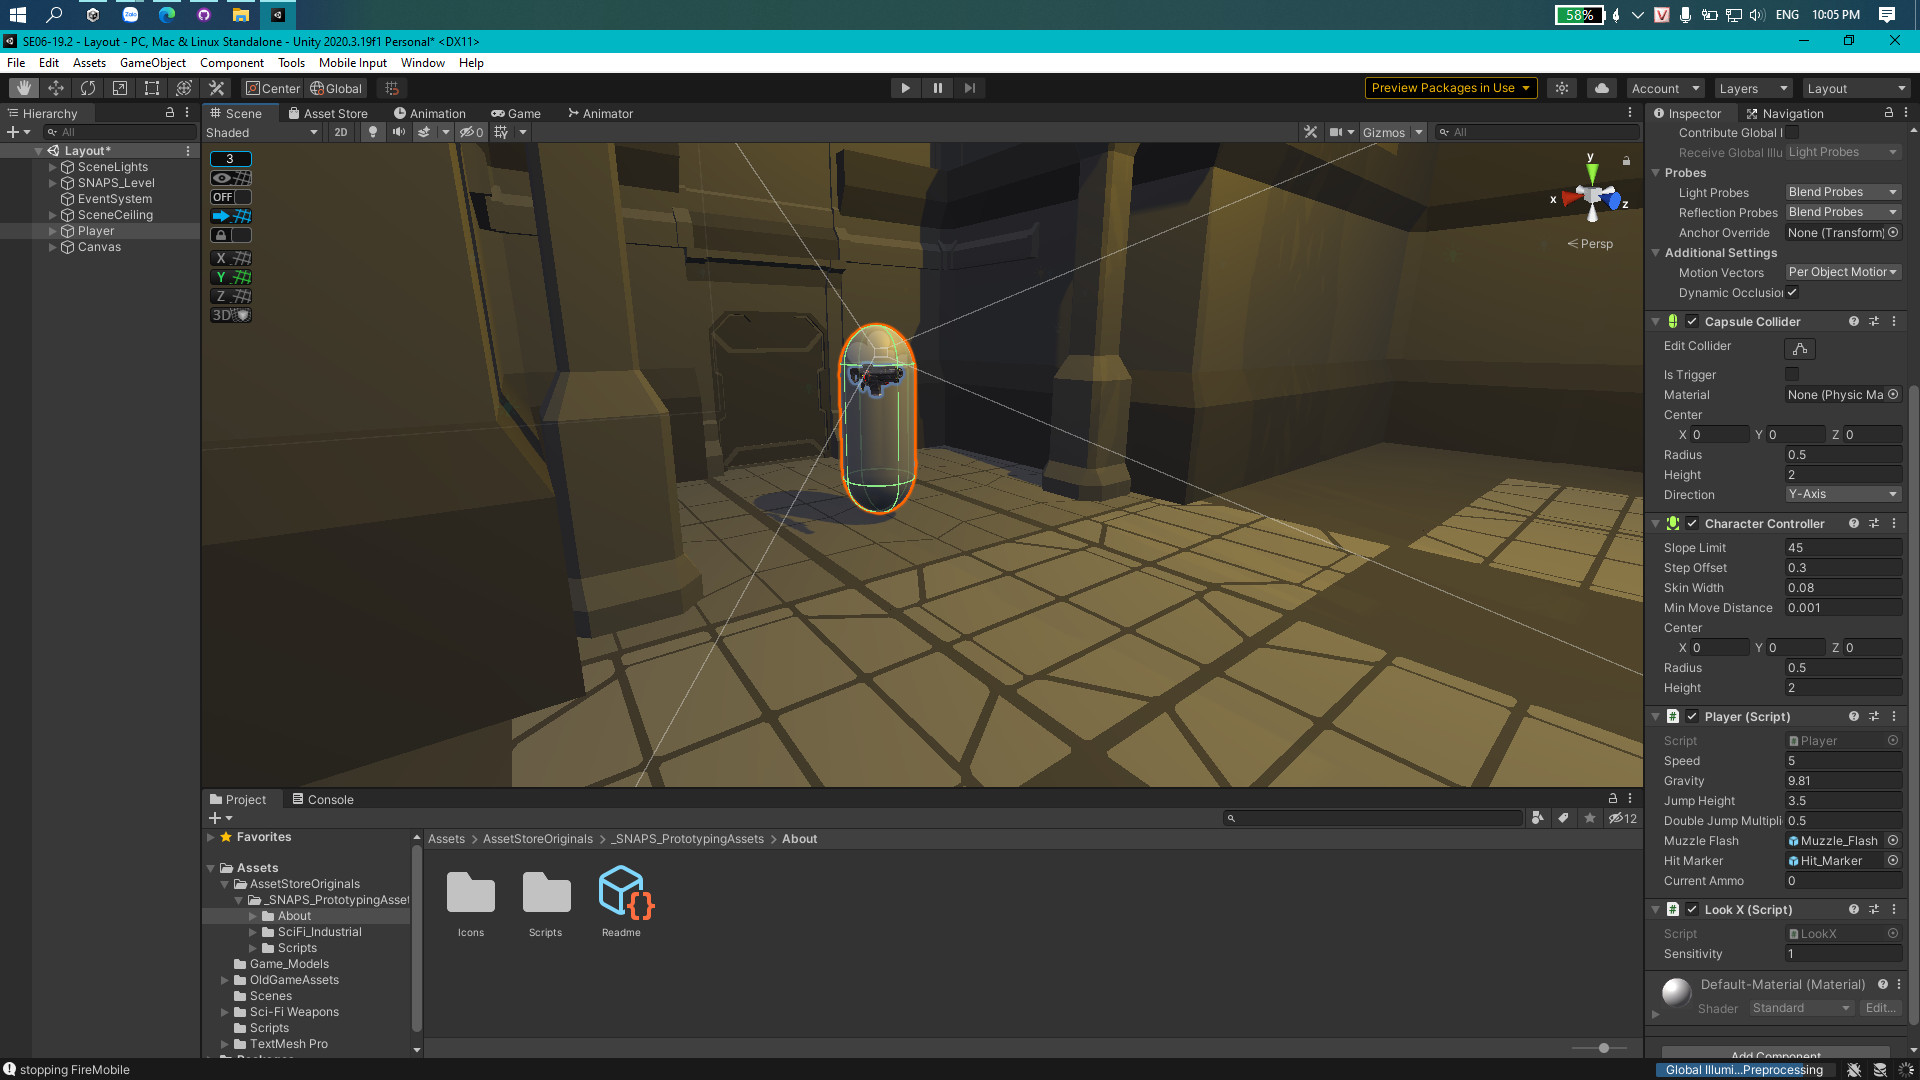 58%
ENG
10:05 PM
SE06-19.2 - Layout - PC, Mac & Linux Standalone - Unity 2020.3.19f1 Personal* <DX11>
File Edit Assets GameObject Component Tools Mobile Input Window Help
Center Global
Preview Packages in Use
Account Layers Layout
Hierarchy
All
Layout*
SceneLights
SNAPS_Level
EventSystem
SceneCeiling
Player
Canvas
Scene Asset Store Animation Game Animator
Shaded 2D 0 Gizmos All
3
OFF
X
Y
Z
3D
y
x
z
Persp
Inspector Navigation
Contribute Global I
Receive Global Illu Light Probes
Probes
Light Probes Blend Probes
Reflection Probes Blend Probes
Anchor Override None (Transform)
Additional Settings
Motion Vectors Per Object Motior
Dynamic Occlusio
Capsule Collider
Edit Collider
Is Trigger
Material None (Physic Ma
Center
X 0 Y 0 Z 0
Radius 0.5
Height 2
Direction Y-Axis
Character Controller
Slope Limit 45
Step Offset 0.3
Skin Width 0.08
Min Move Distance 0.001
Center
X 0 Y 0 Z 0
Radius 0.5
Height 2
Player (Script)
Script Player
Speed 5
Gravity 9.81
Jump Height 3.5
Double Jump Multipli 0.5
Muzzle Flash Muzzle_Flash
Hit Marker Hit_Marker
Current Ammo 0
Look X (Script)
Script LookX
Sensitivity 1
Default-Material (Material)
Shader Standard Edit...
Add Component
Project Console
12
Favorites
Assets
AssetStoreOriginals
_SNAPS_PrototypingAsset
About
SciFi_Industrial
Scripts
Game_Models
OldGameAssets
Scenes
Sci-Fi Weapons
Scripts
TextMesh Pro
Packages
Assets > AssetStoreOriginals > _SNAPS_PrototypingAssets > About
Icons
Scripts
Readme
stopping FireMobile
Global Illumi...Preprocessing